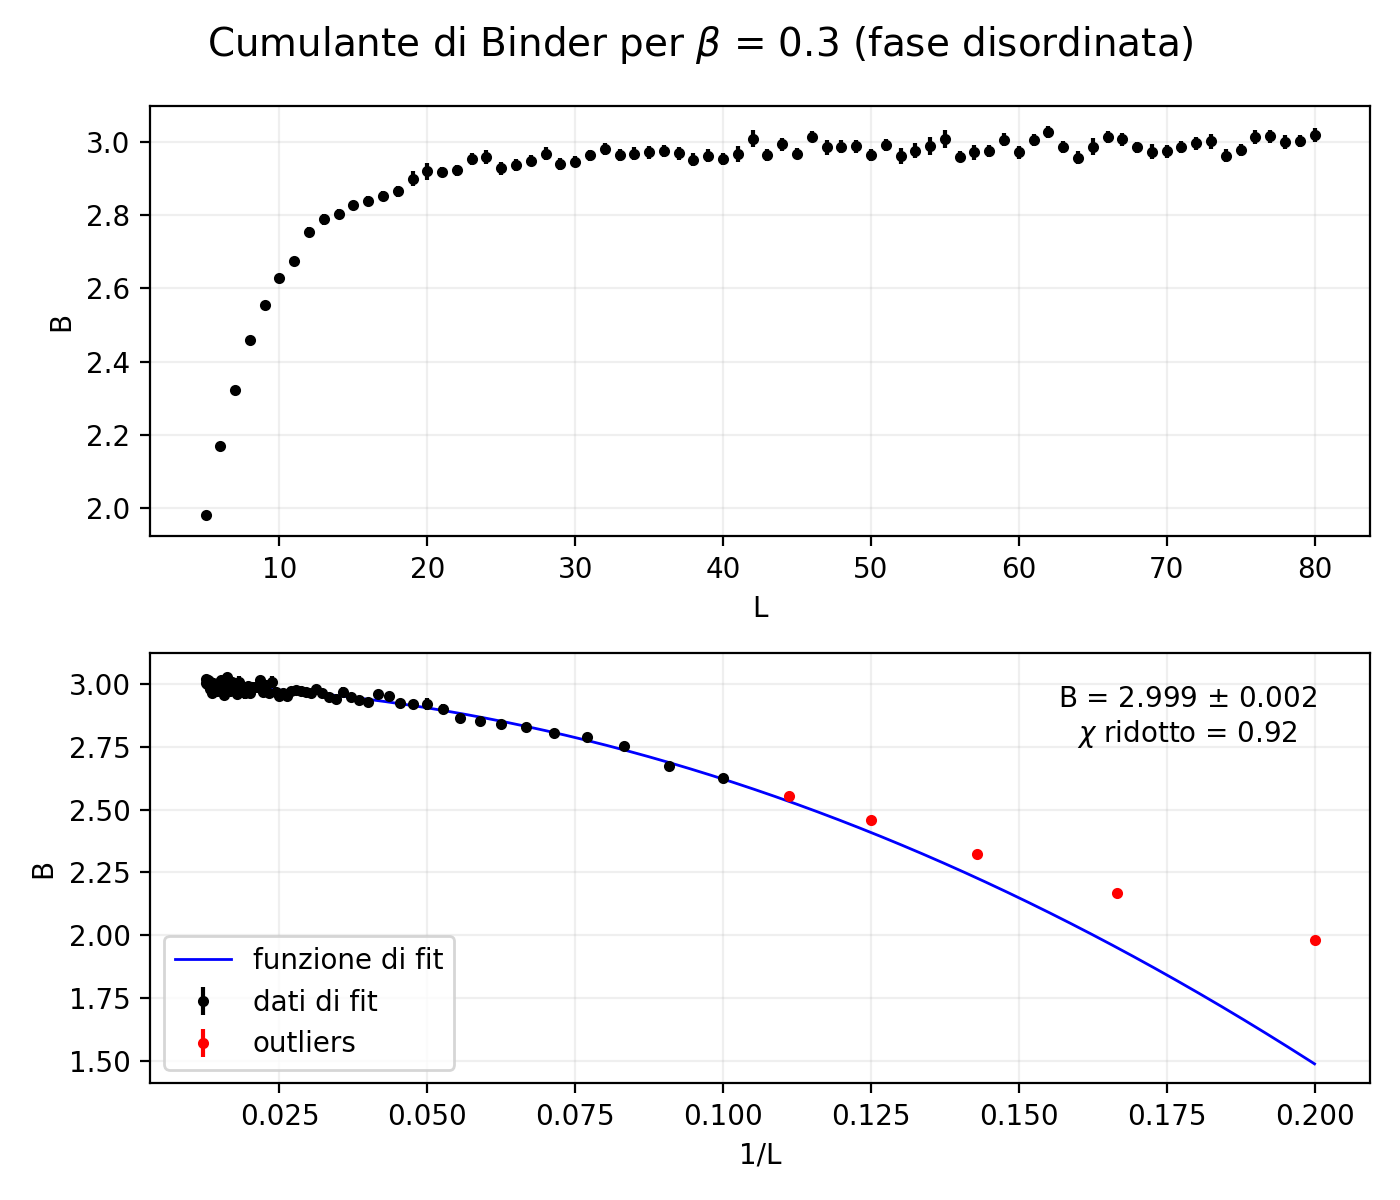 Cumulante di Binder per β = 0.3 (fase disordinata)
3.0
2.8
2.6
2.4
2.2
2.0
B
10 20 30 40 50 60 70 80
L
3.00
2.75
2.50
2.25
2.00
1.75
1.50
B
B = 2.999 ± 0.002
χ ridotto = 0.92
funzione di fit
dati di fit
outliers
0.025 0.050 0.075 0.100 0.125 0.150 0.175 0.200
1/L